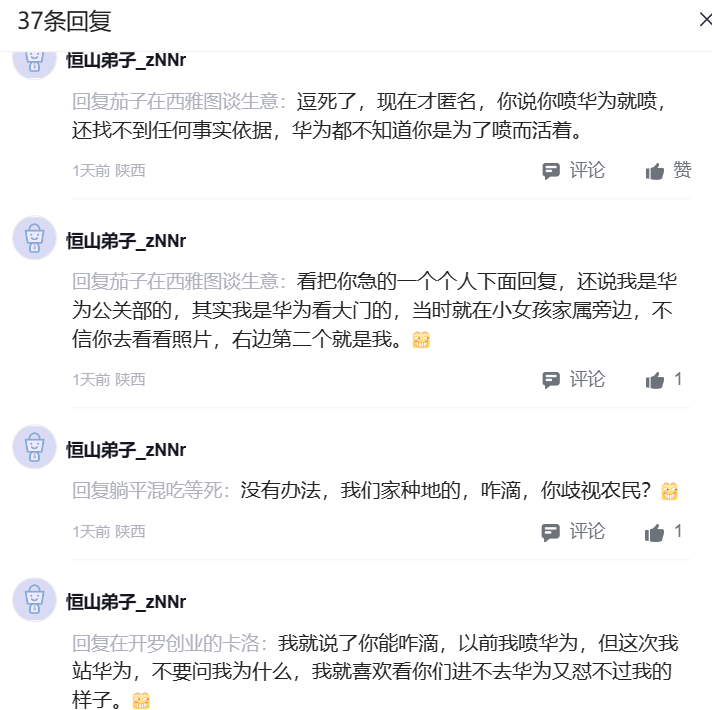 37条回复
恒山弟子_zNNr
回复茄子在西雅图谈生意：逗死了，现在才匿名，你说你喷华为就喷，
还找不到任何事实依据，华为都不知道你是为了喷而活着。
1天前 陕西 评论 赞
恒山弟子_zNNr
回复茄子在西雅图谈生意：看把你急的一个个人下面回复，还说我是华
为公关部的，其实我是华为看大门的，当时就在小女孩家属旁边，不
信你去看看照片，右边第二个就是我。
1天前 陕西 评论 1
恒山弟子_zNNr
回复躺平混吃等死：没有办法，我们家种地的，咋滴，你歧视农民？
1天前 陕西 评论 1
恒山弟子_zNNr
回复在开罗创业的卡洛：我就说了你能咋滴，以前我喷华为，但这次我
站华为，不要问我为什么，我就喜欢看你们进不去华为又怼不过我的
样子。